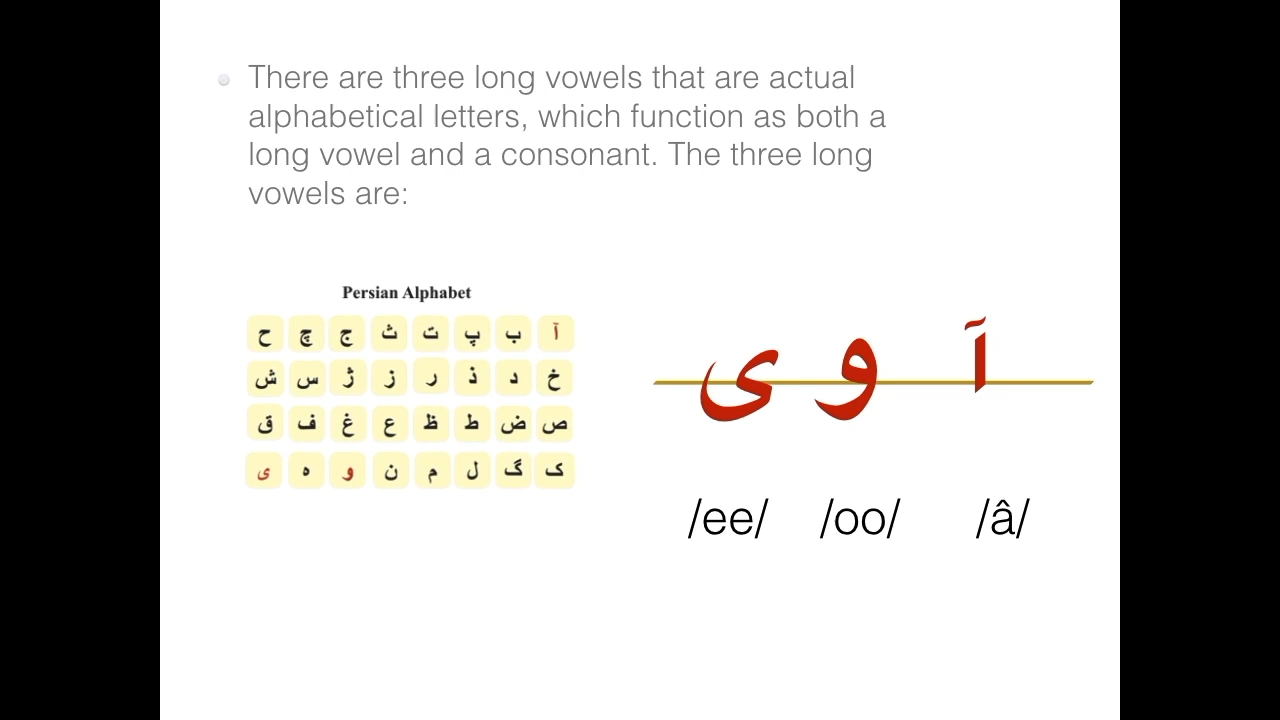 There are three long vowels that are actual
alphabetical letters, which function as both a
long vowel and a consonant. The three long
vowels are:
Persian Alphabet
آ ب پ ت ث ج چ ح
خ د ذ ر ز ژ س ش
ص ض ط ظ ع غ ف ق
ک گ ل م ن و ه ی
آ و ی
/ee/ /oo/ /â/